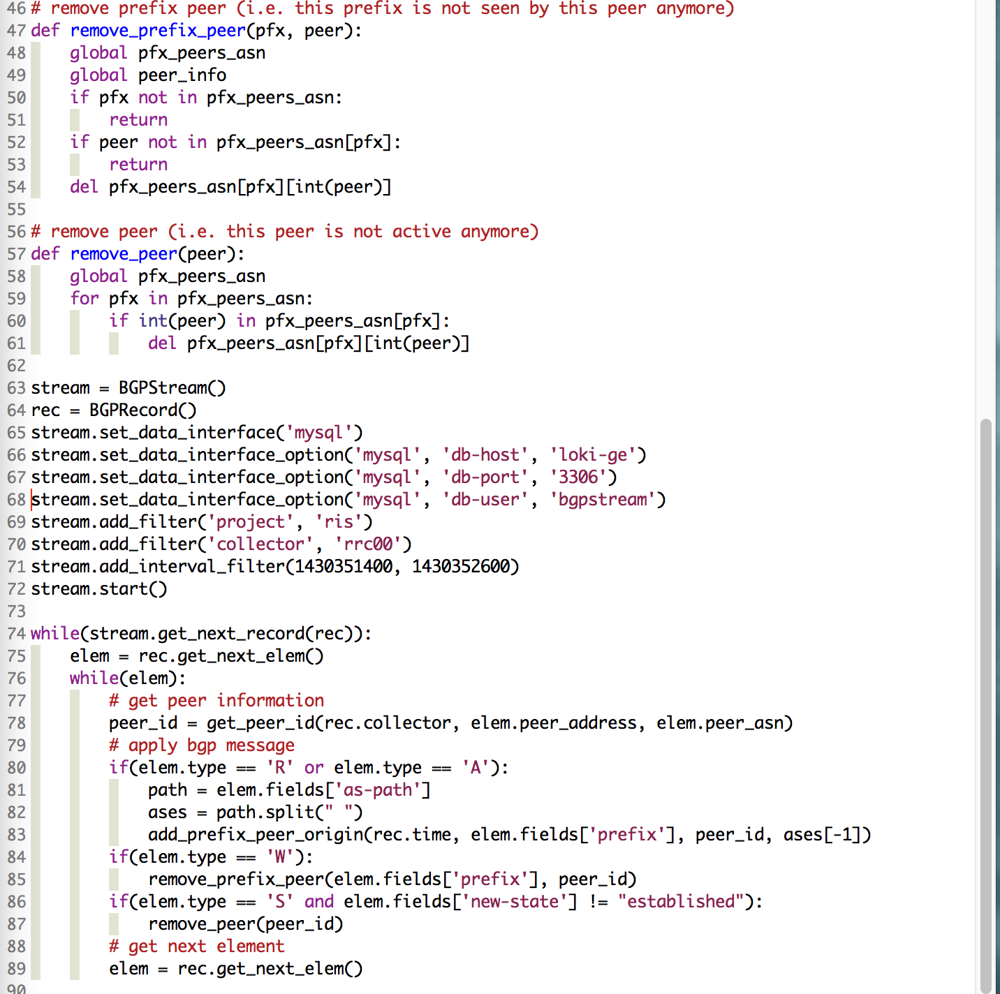 46 # remove prefix peer (i.e. this prefix is not seen by this peer anymore)
47 def remove_prefix_peer(pfx, peer):
48     global pfx_peers_asn
49     global peer_info
50     if pfx not in pfx_peers_asn:
51         return
52     if peer not in pfx_peers_asn[pfx]:
53         return
54     del pfx_peers_asn[pfx][int(peer)]
55
56 # remove peer (i.e. this peer is not active anymore)
57 def remove_peer(peer):
58     global pfx_peers_asn
59     for pfx in pfx_peers_asn:
60         if int(peer) in pfx_peers_asn[pfx]:
61             del pfx_peers_asn[pfx][int(peer)]
62
63 stream = BGPStream()
64 rec = BGPRecord()
65 stream.set_data_interface('mysql')
66 stream.set_data_interface_option('mysql', 'db-host', 'loki-ge')
67 stream.set_data_interface_option('mysql', 'db-port', '3306')
68 stream.set_data_interface_option('mysql', 'db-user', 'bgpstream')
69 stream.add_filter('project', 'ris')
70 stream.add_filter('collector', 'rrc00')
71 stream.add_interval_filter(1430351400, 1430352600)
72 stream.start()
73
74 while(stream.get_next_record(rec)):
75     elem = rec.get_next_elem()
76     while(elem):
77         # get peer information
78         peer_id = get_peer_id(rec.collector, elem.peer_address, elem.peer_asn)
79         # apply bgp message
80         if(elem.type == 'R' or elem.type == 'A'):
81             path = elem.fields['as-path']
82             ases = path.split(" ")
83             add_prefix_peer_origin(rec.time, elem.fields['prefix'], peer_id, ases[-1])
84         if(elem.type == 'W'):
85             remove_prefix_peer(elem.fields['prefix'], peer_id)
86         if(elem.type == 'S' and elem.fields['new-state'] != "established"):
87             remove_peer(peer_id)
88         # get next element
89         elem = rec.get_next_elem()
90